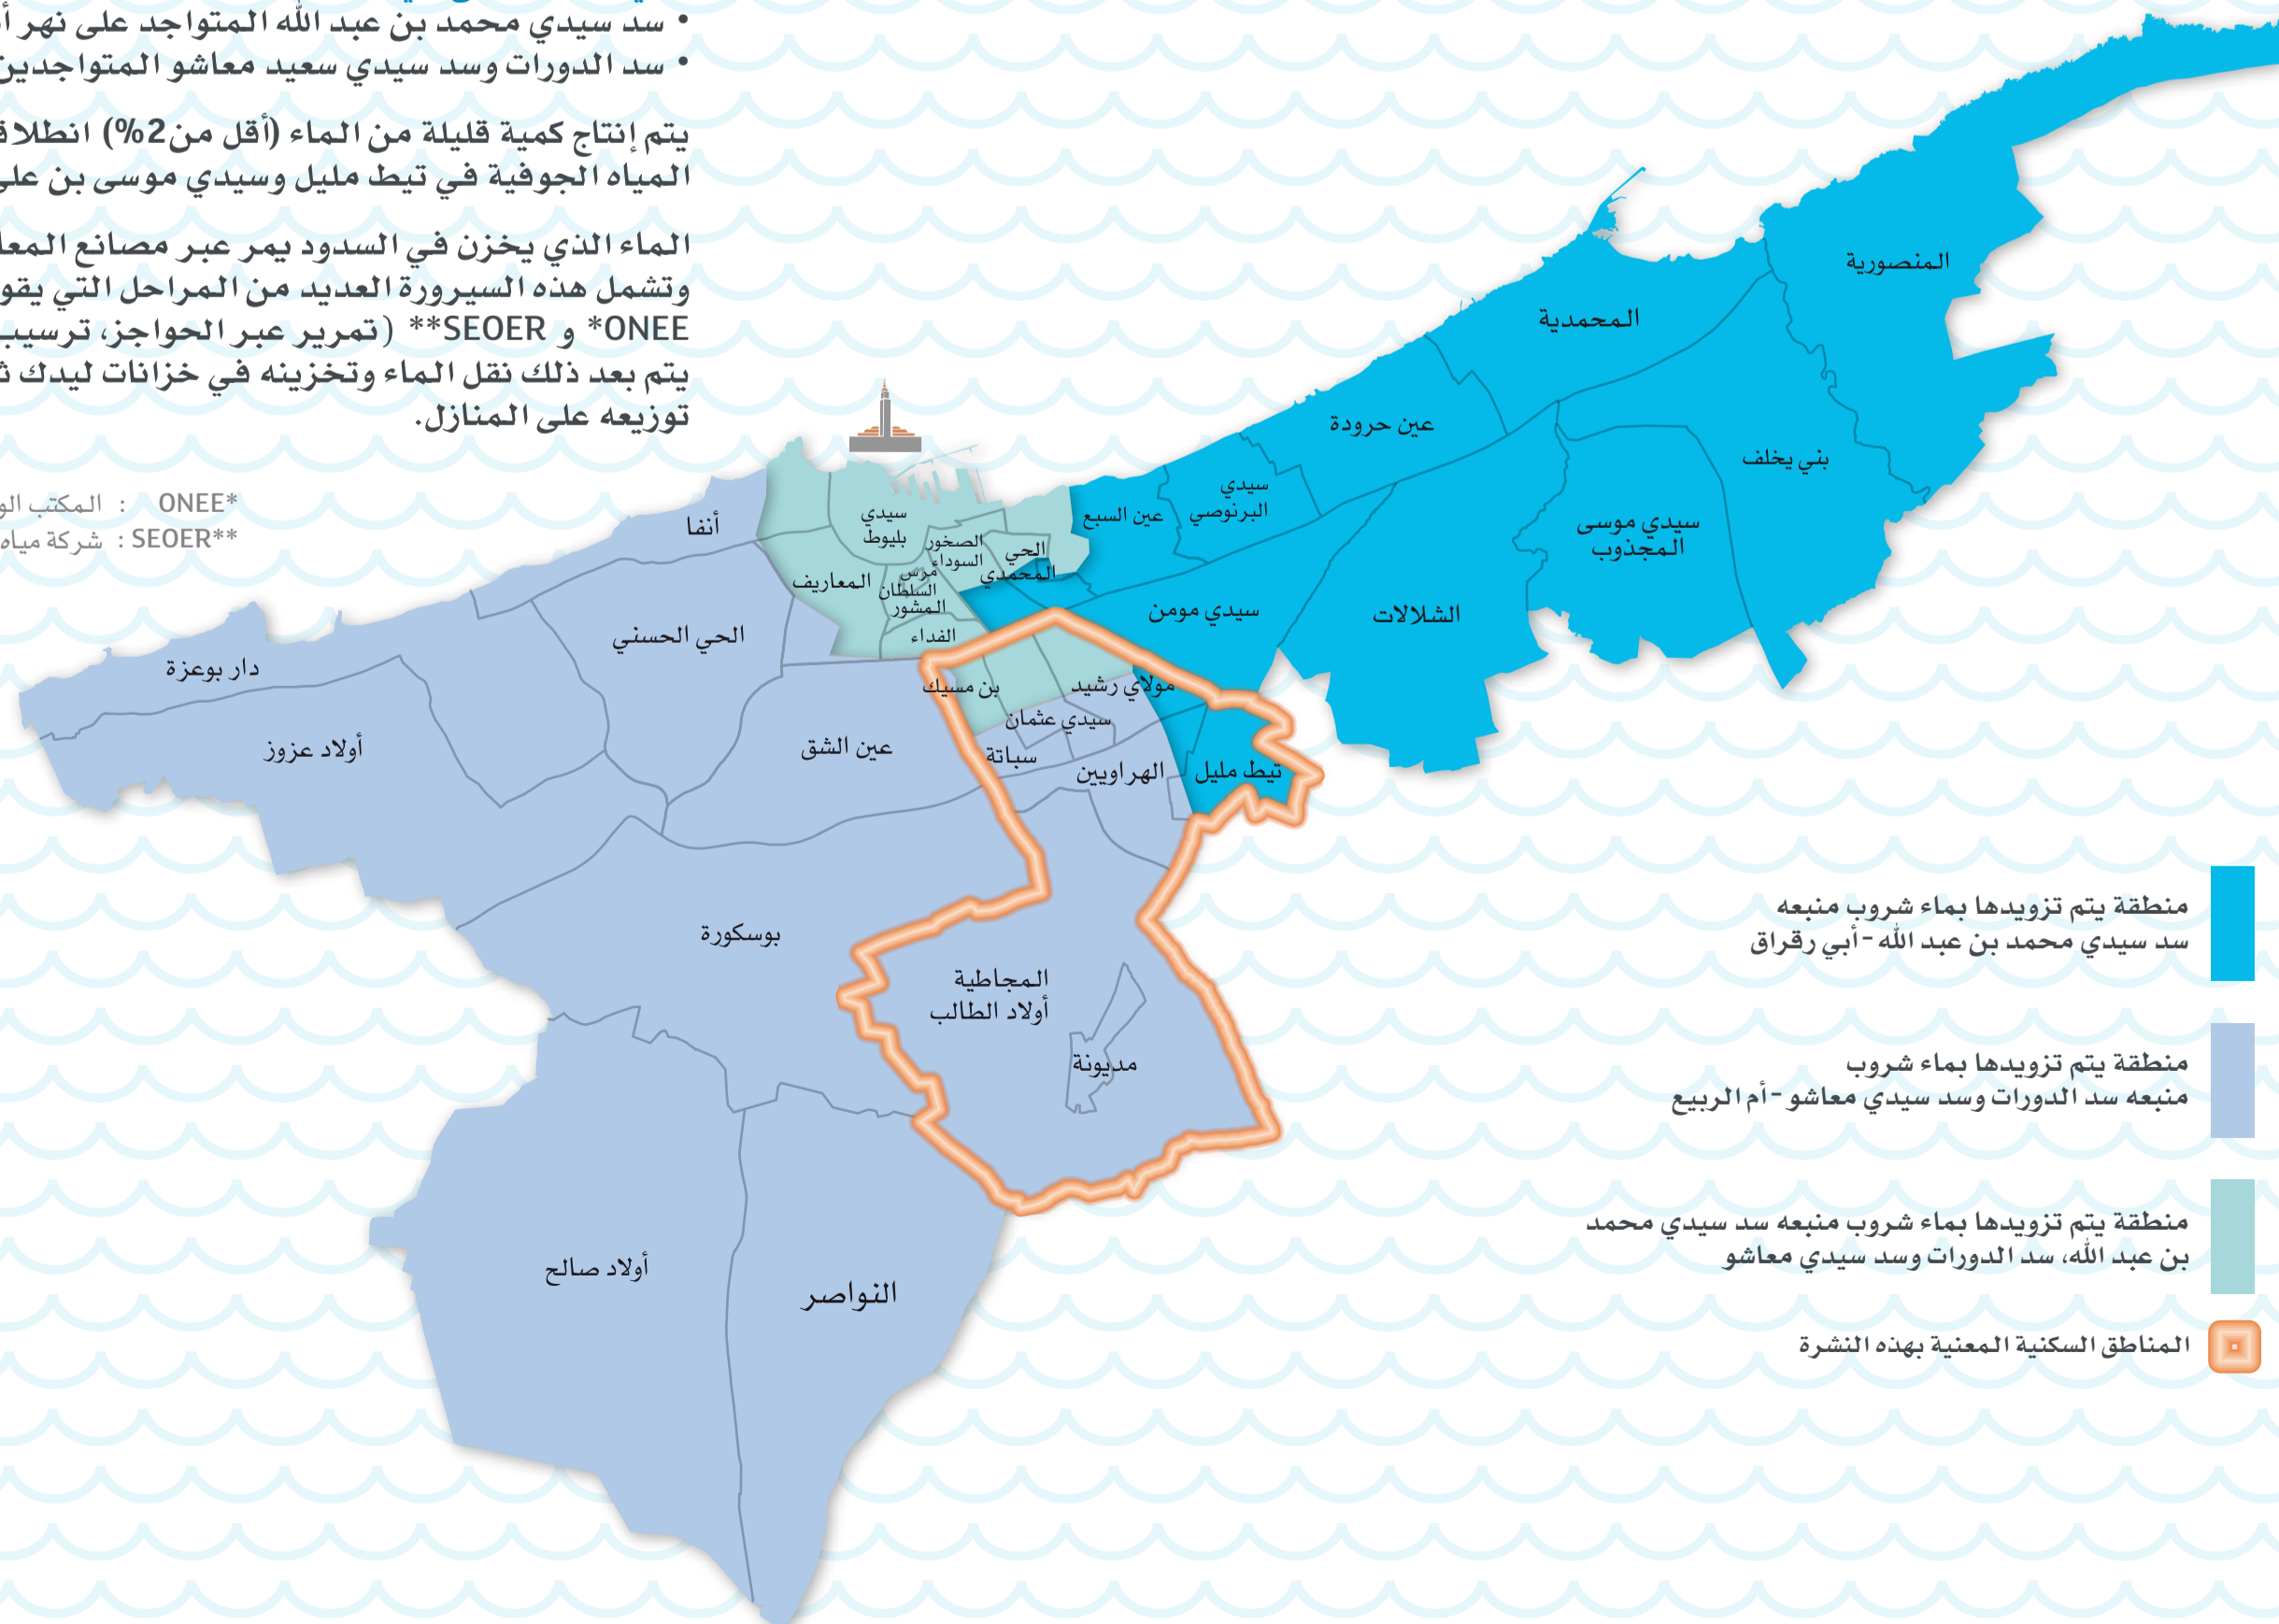 • سد سيدي محمد بن عبد الله المتواجد على نهر
• سد الدورات وسد سيدي سعيد معاشو المتواجدين
يتم إنتاج كمية قليلة من الماء (أقل من 2%)
المياه الجوفية في تيط مليل وسيدي موسى بن
الماء الذي يخزن في السدود يمر عبر مصانع
وتشمل هذه السيرورة العديد من المراحل التي
ONEE* و SEOER** (تمرير عبر الحواجز، ترسيب
يتم بعد ذلك نقل الماء وتخزينه في خزانات ليدك
توزيعه على المنازل.
*ONEE : المكتب
**SEOER : شركة مياه
المنصورية
المحمدية
بني يخلف
عين حرودة
سيدي موسى
المجذوب
سيدي
البرنوصي
عين السبع
الشلالات
سيدي مومن
سيدي
بليوط
أنفا
الصخور
السوداء
الحي
المحمدي
مرس
السلطان
المعاريف
المشور
الفداء
الحي الحسني
دار بوعزة
مولاي رشيد
بن مسيك
سيدي عثمان
أولاد عزوز
عين الشق
سباتة
الهراويين
تيط مليل
بوسكورة
المجاطية
أولاد الطالب
مديونة
أولاد صالح
النواصر
منطقة يتم تزويدها بماء شروب منبعه
سد سيدي محمد بن عبد الله - أبي رقراق
منطقة يتم تزويدها بماء شروب
منبعه سد الدورات وسد سيدي معاشو - أم الربيع
منطقة يتم تزويدها بماء شروب منبعه سد سيدي محمد
بن عبد الله، سد الدورات وسد سيدي معاشو
المناطق السكنية المعنية بهذه النشرة